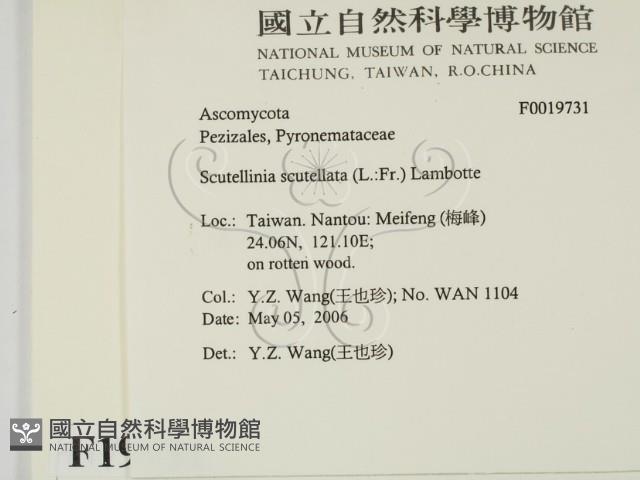 國立自然科學博物館
NATIONAL MUSEUM OF NATURAL SCIENCE
TAICHUNG, TAIWAN, R.O.CHINA
Ascomycota F0019731
Pezizales, Pyronemataceae
Scutellinia scutellata (L.:Fr.) Lambotte
Loc.: Taiwan. Nantou: Meifeng (梅峰)
24.06N, 121.10E;
on rotten wood.
Col.: Y.Z. Wang(王也珍); No. WAN 1104
Date: May 05, 2006
Det.: Y.Z. Wang(王也珍)
國立自然科學博物館
NATIONAL MUSEUM OF NATURAL SCIENCE
F19